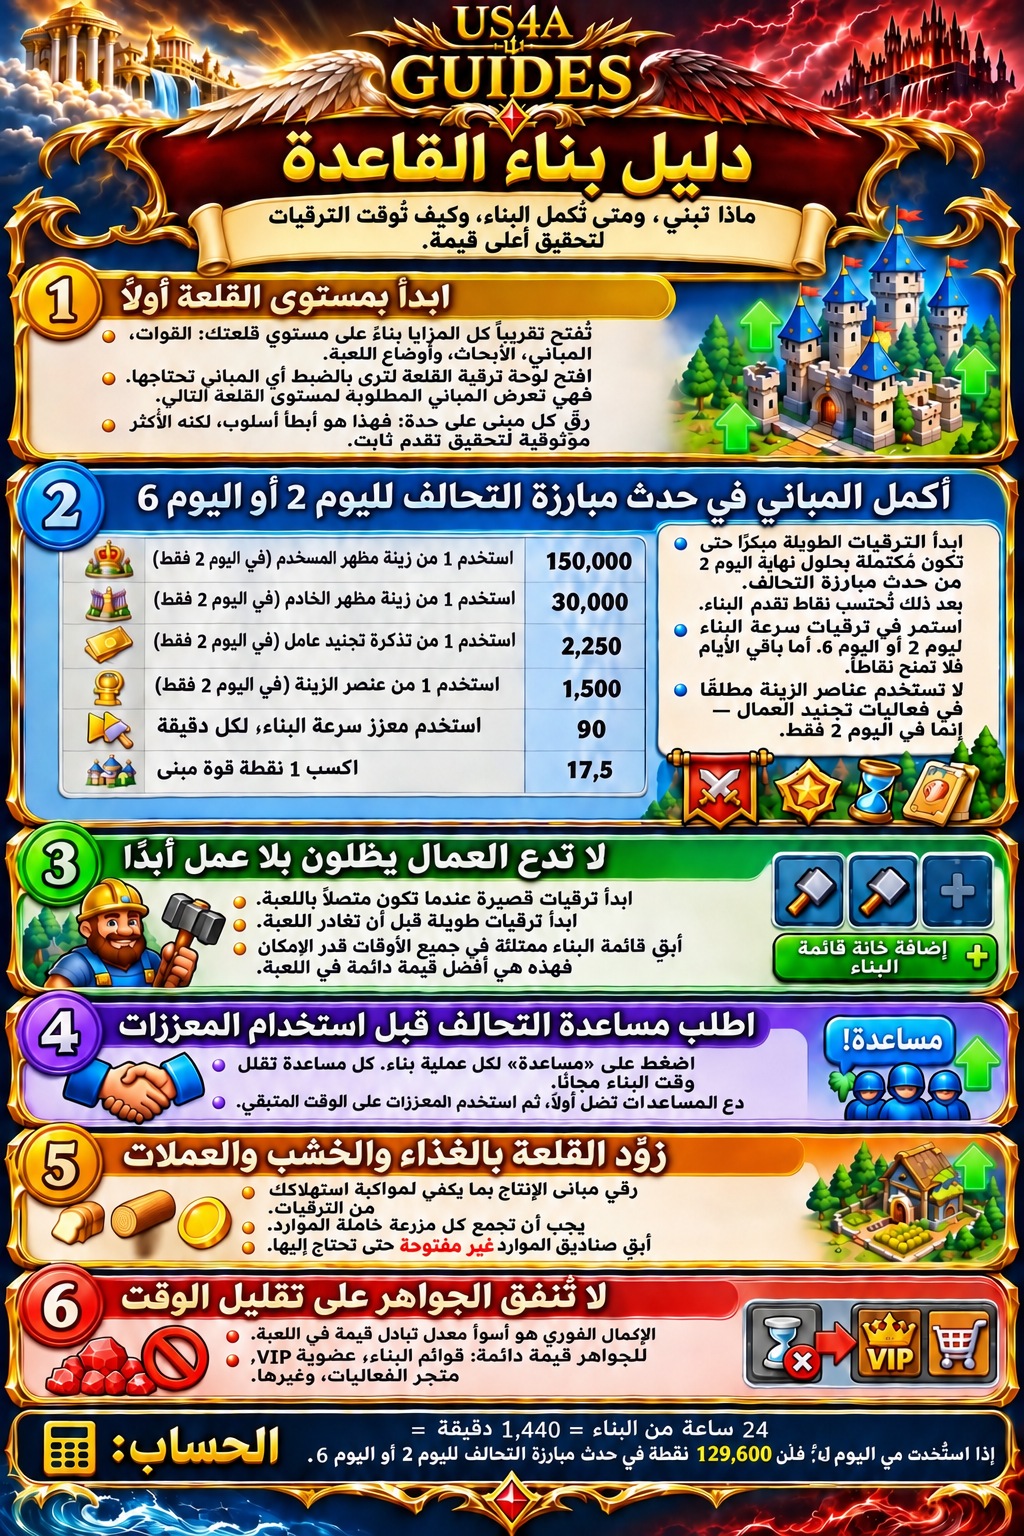 US4A
GUIDES
دليل بناء القاعدة
ماذا تبني، ومتى تُكمل البناء، وكيف تُوقت الترقيات
لتحقيق أعلى قيمة.
1
ابدأ بمستوى القلعة أولاً
تُفتح تقريباً كل المزايا بناءً على مستوي قلعتك: القوات،
المباني، الأبحاث، وأوضاع اللعبة.
افتح لوحة ترقية القلعة لترى بالضبط أي المباني تحتاجها.
فهي تعرض المباني المطلوبة لمستوى القلعة التالي.
رقِّ كل مبنى على حدة: فهذا هو أبطأ أسلوب، لكنه الأكثر
موثوقية لتحقيق تقدم ثابت.
2
أكمل المباني في حدث مبارزة التحالف لليوم 2 أو اليوم 6
استخدم 1 من زينة مظهر المسخدم (في اليوم 2 فقط)
150,000
استخدم 1 من زينة مظهر الخادم (في اليوم 2 فقط)
30,000
استخدم 1 من تذكرة تجنيد عامل (في اليوم 2 فقط)
2,250
استخدم 1 من عنصر الزينة (في اليوم 2 فقط)
1,500
استخدم معزز سرعة البناء، لكل دقيقة
90
اكسب 1 نقطة قوة مبنى
17,5
ابدأ الترقيات الطويلة مبكرًا حتى
تكون مُكتملة بحلول نهاية اليوم 2
من حدث مبارزة التحالف.
بعد ذلك تُحتسب نقاط تقدم البناء.
استمر في ترقيات سرعة البناء
ليوم 2 أو اليوم 6. أما باقي الأيام
فلا تمنح نقاطاً.
لا تستخدم عناصر الزينة مطلقًا
في فعاليات تجنيد العمال —
إنما في اليوم 2 فقط.
3
لا تدع العمال يظلون بلا عمل أبدًا
ابدأ ترقيات قصيرة عندما تكون متصلاً باللعبة.
ابدأ ترقيات طويلة قبل أن تغادر اللعبة.
أبقِ قائمة البناء ممتلئة في جميع الأوقات قدر الإمكان
فهذه هي أفضل قيمة دائمة في اللعبة.
إضافة خانة قائمة
البناء
4
اطلب مساعدة التحالف قبل استخدام المعززات
اضغط على «مساعدة» لكل عملية بناء. كل مساعدة تقلل
وقت البناء مجانًا.
دع المساعدات تصل أولاً، ثم استخدم المعززات على الوقت المتبقي.
مساعدة!
5
زوِّد القلعة بالغذاء والخشب والعملات
رقي مباني الإنتاج بما يكفي لمواكبة استهلاكك
من الترقيات.
يجب أن تجمع كل مزرعة خاملة الموارد.
أبقِ صناديق الموارد غير مفتوحة حتى تحتاج إليها.
6
لا تُنفق الجواهر على تقليل الوقت
الإكمال الفوري هو أسوأ معدل تبادل قيمة في اللعبة.
للجواهر قيمة دائمة: قوائم البناء، عضوية VIP,
متجر الفعاليات، وغيرها.
VIP
الحساب:
24 ساعة من البناء = 1,440 دقيقة =
إذا اليوم فلن 129,600 نقطة في حدث مبارزة التحالف لليوم 2 أو اليوم 6.